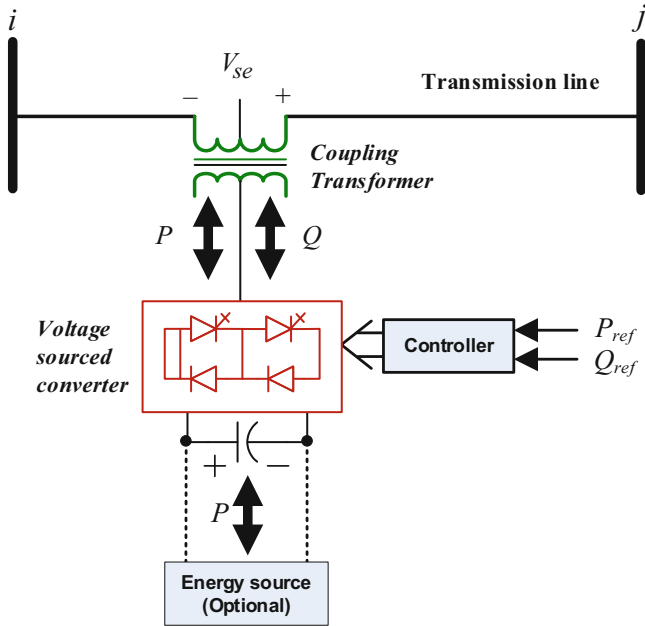 i
j
V_se
− +
Transmission line
Coupling
Transformer
P
Q
Voltage
sourced
converter
Controller
P_ref
Q_ref
+ −
P
Energy source
(Optional)